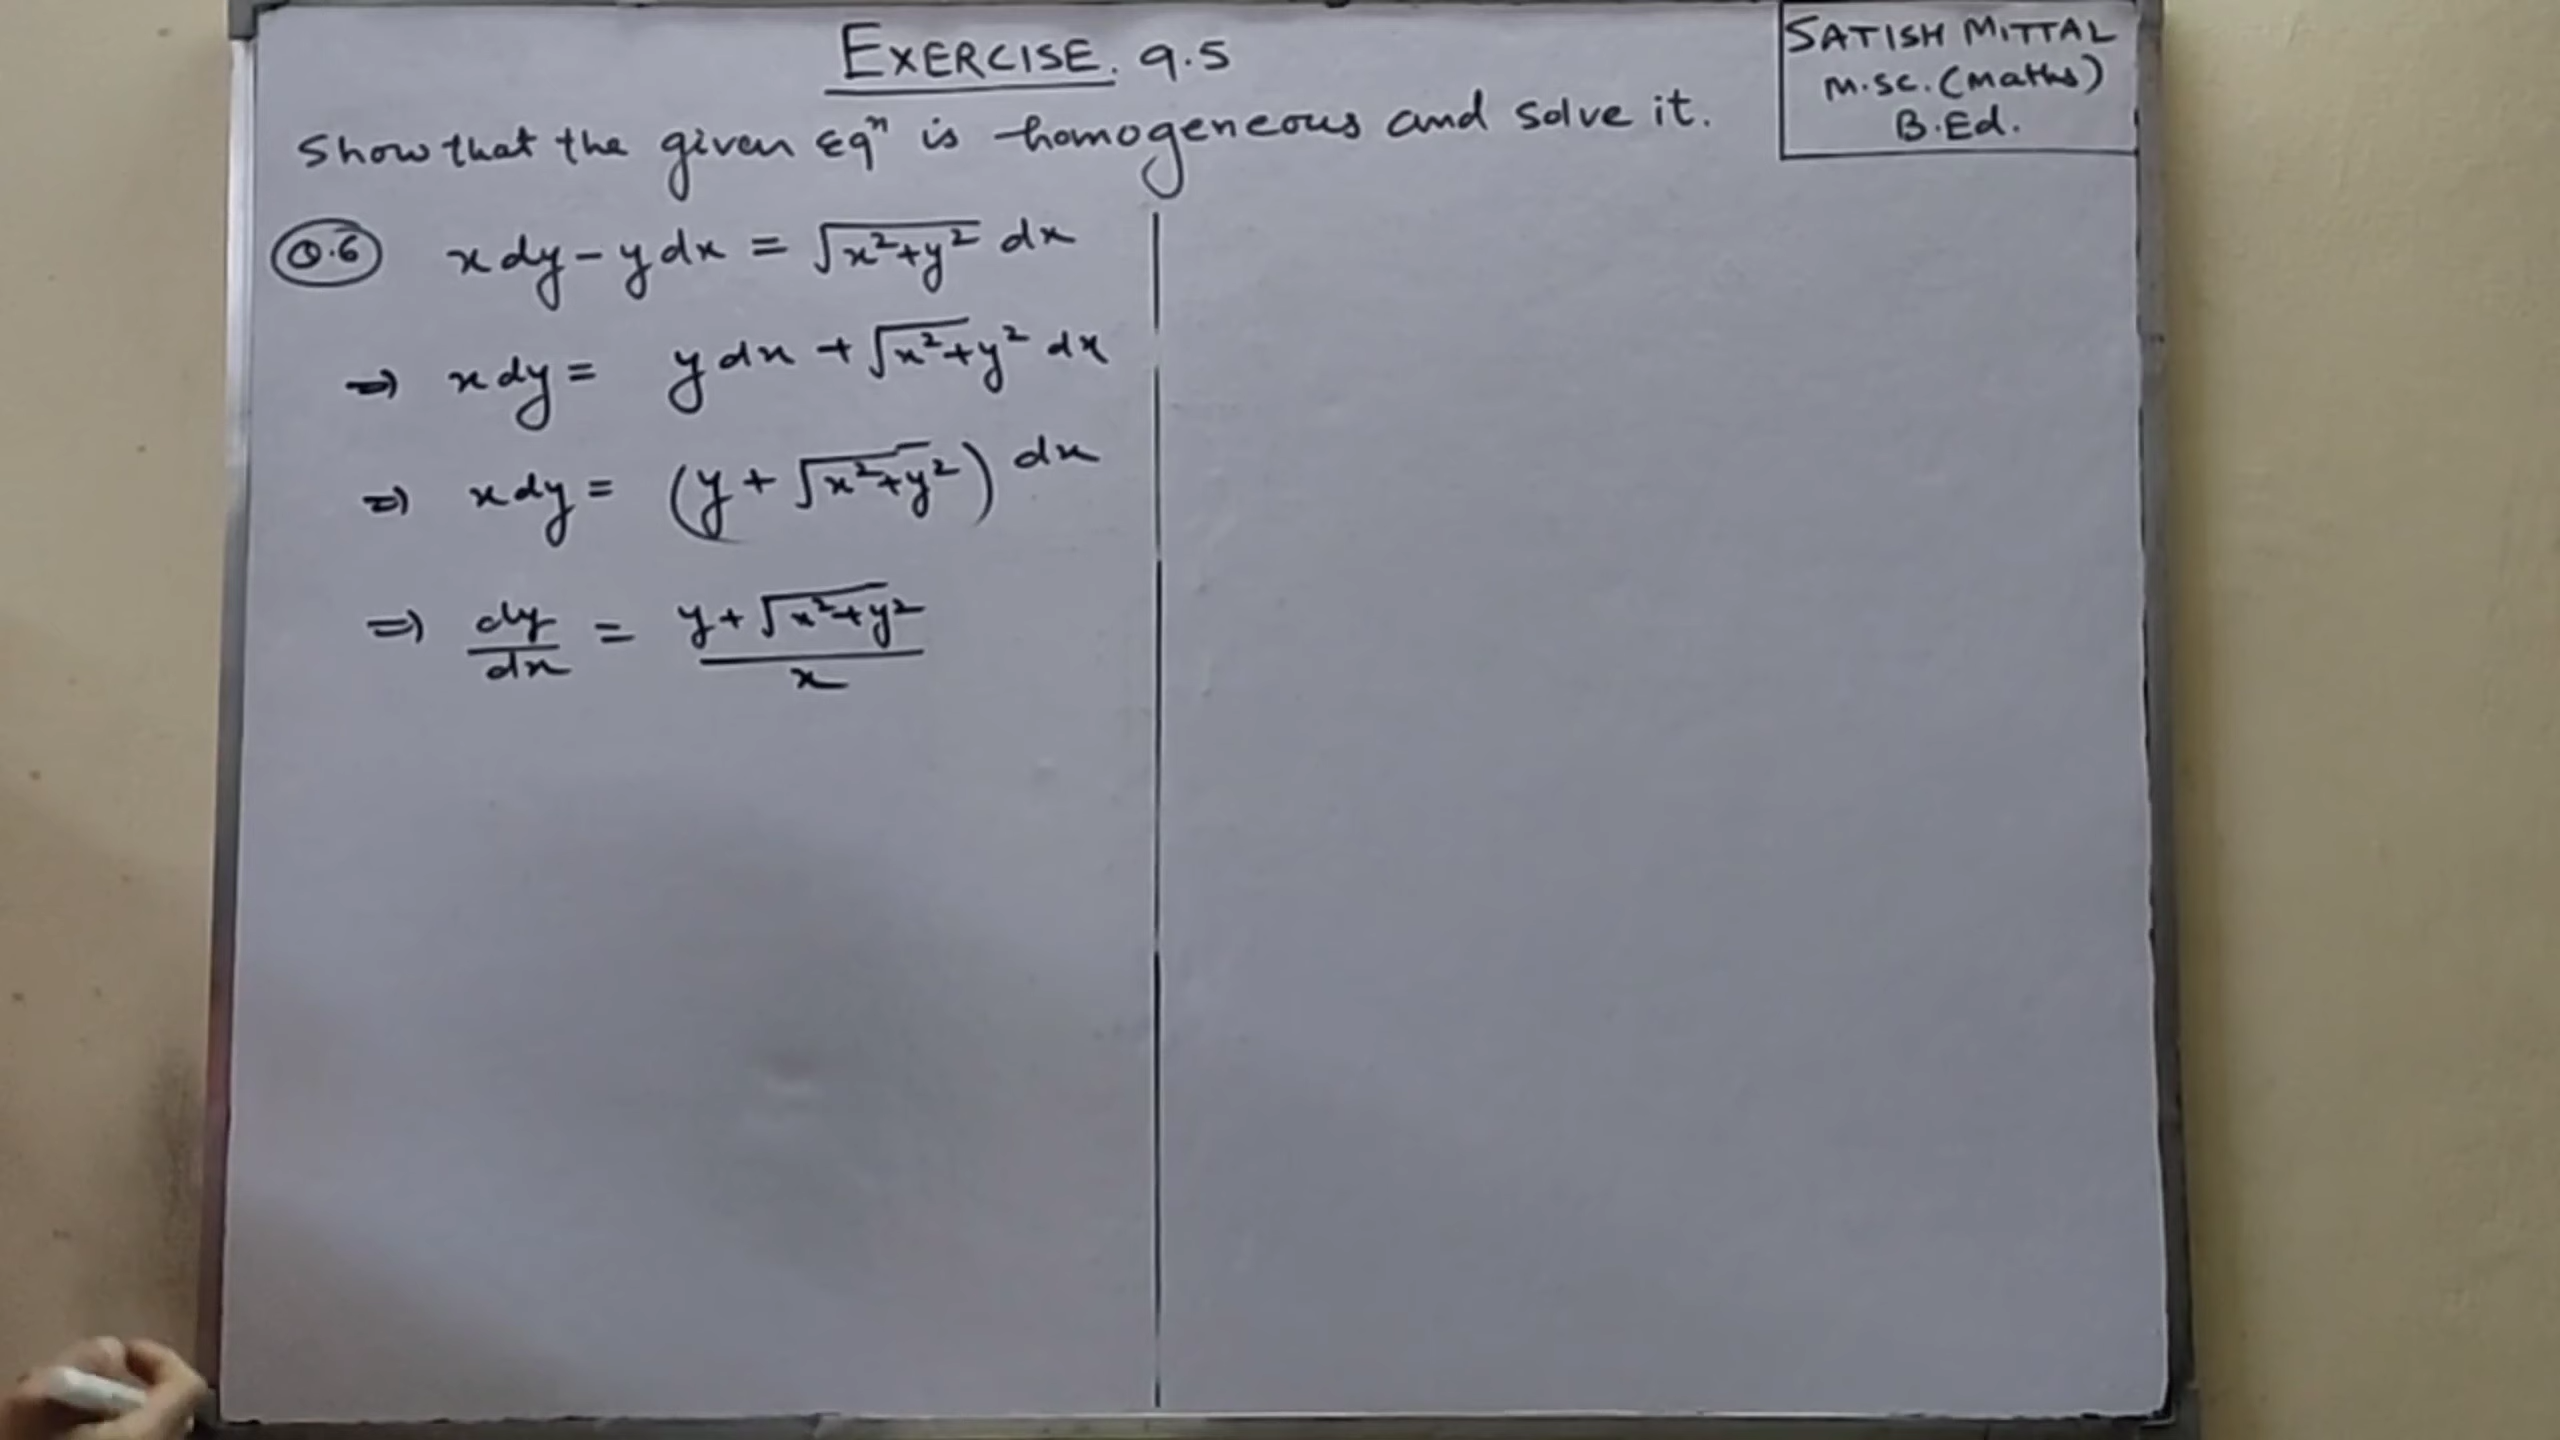 EXERCISE. 9.5
SATISH MITTAL
M.Sc. (Maths)
B.Ed.
Show that the given Eqⁿ is homogeneous and solve it.
Q.6 x dy - y dx = √(x²+y²) dx
⇒ x dy = y dx + √(x²+y²) dx
⇒ x dy = (y + √(x²+y²)) dx
⇒ dy/dx = (y + √(x²+y²))/x